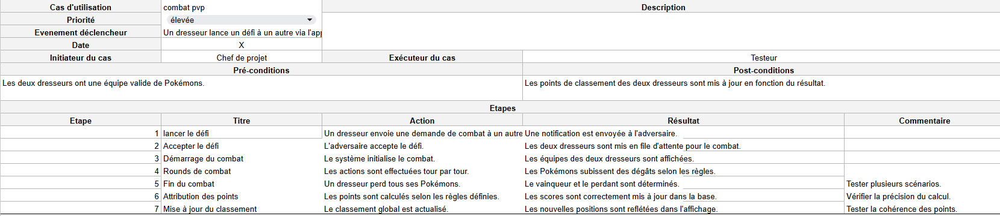 Cas d'utilisation combat pvp Description
Priorité élevée
Evenement déclencheur Un dresseur lance un défi à un autre via l'app
Date X
Initiateur du cas Chef de projet Exécuteur du cas Testeur
Pré-conditions Post-conditions
Les deux dresseurs ont une équipe valide de Pokémons. Les points de classement des deux dresseurs sont mis à jour en fonction du résultat.
Etapes
Etape Titre Action Résultat Commentaire
1 lancer le défi Un dresseur envoie une demande de combat à un autre Une notification est envoyée à l'adversaire.
2 Accepter le défi L'adversaire accepte le défi. Les deux dresseurs sont mis en file d'attente pour le combat.
3 Démarrage du combat Le système initialise le combat. Les équipes des deux dresseurs sont affichées.
4 Rounds de combat Les actions sont effectuées tour par tour. Les Pokémons subissent des dégâts selon les règles.
5 Fin du combat Un dresseur perd tous ses Pokémons. Le vainqueur et le perdant sont déterminés. Tester plusieurs scénarios.
6 Attribution des points Les points sont calculés selon les règles définies. Les scores sont correctement mis à jour dans la base. Vérifier la précision du calcul.
7 Mise à jour du classement Le classement global est actualisé. Les nouvelles positions sont reflétées dans l'affichage. Tester la cohérence des points.